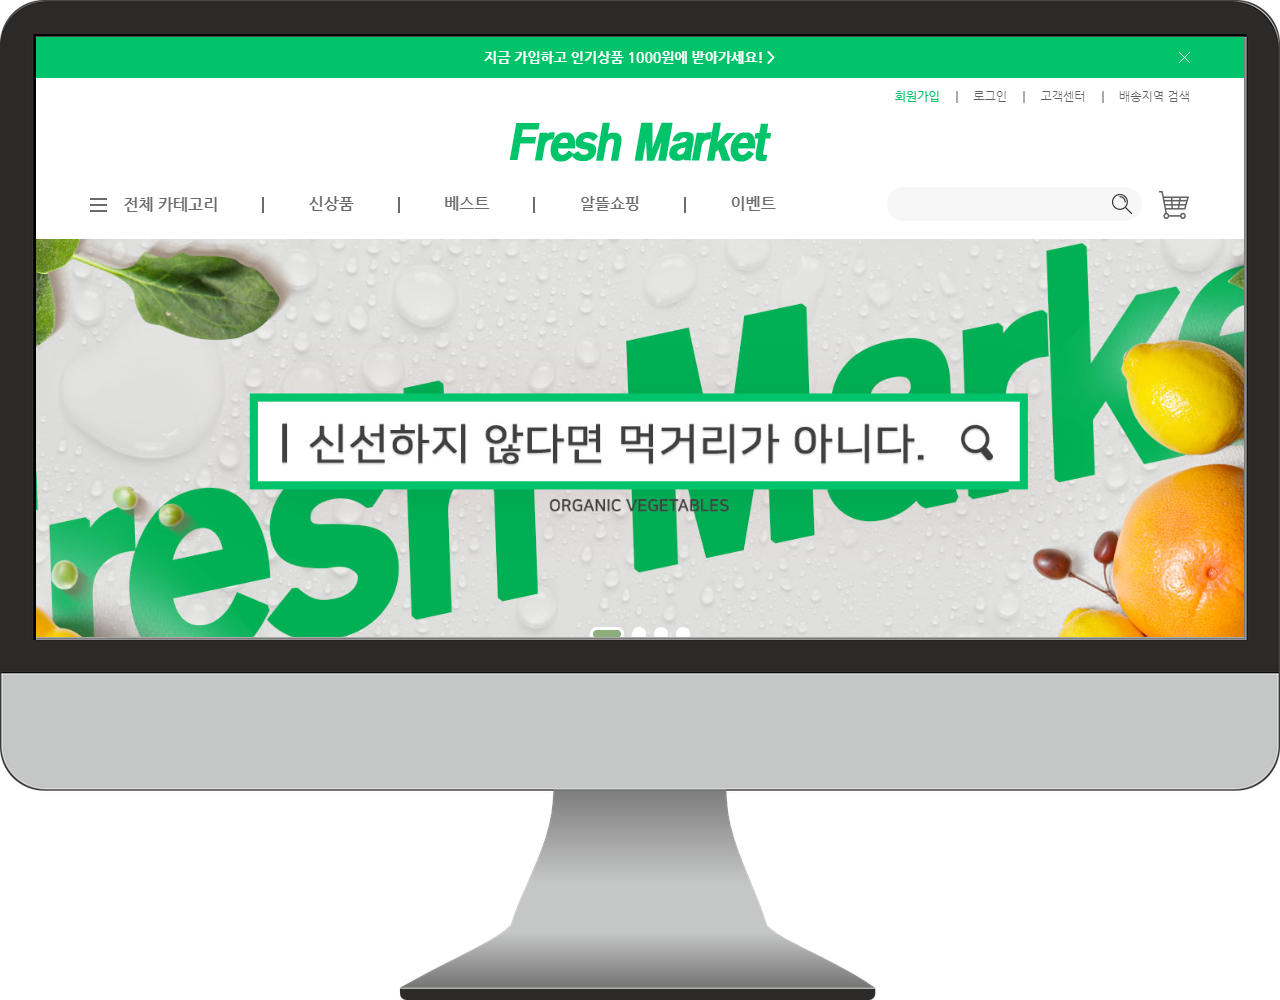 지금 가입하고 인기상품 1000원에 받아가세요! >
회원가입 | 로그인 | 고객센터 | 배송지역 검색
Fresh Market
전체 카테고리 | 신상품 | 베스트 | 알뜰쇼핑 | 이벤트
resh Marke
신선하지 않다면 먹거리가 아니다.
ORGANIC VEGETABLES